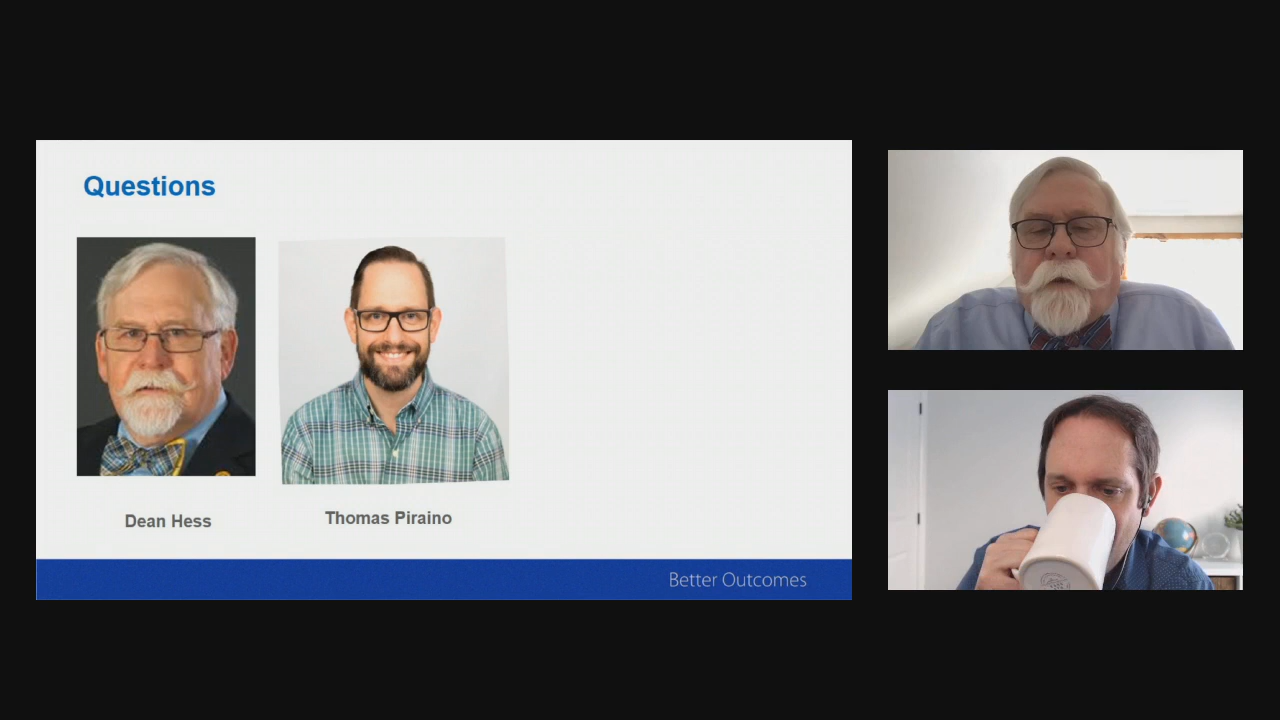 Questions
Dean Hess
Thomas Piraino
Better Outcomes